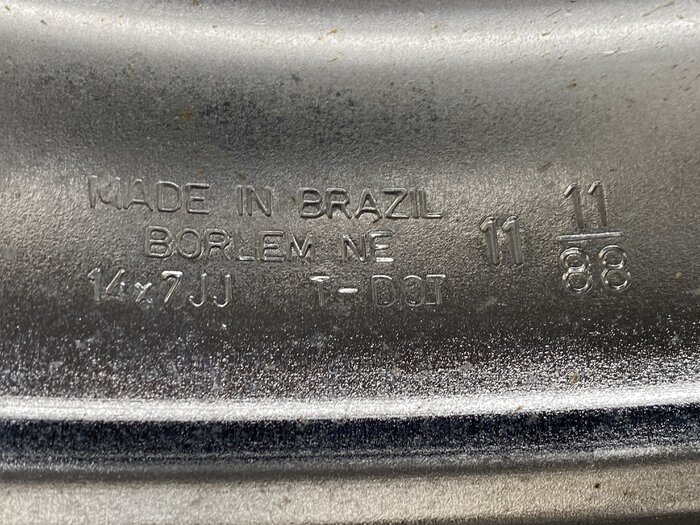 MADE IN BRAZIL
BORLEM NE
14x7JJ T-DOT
11
11/88